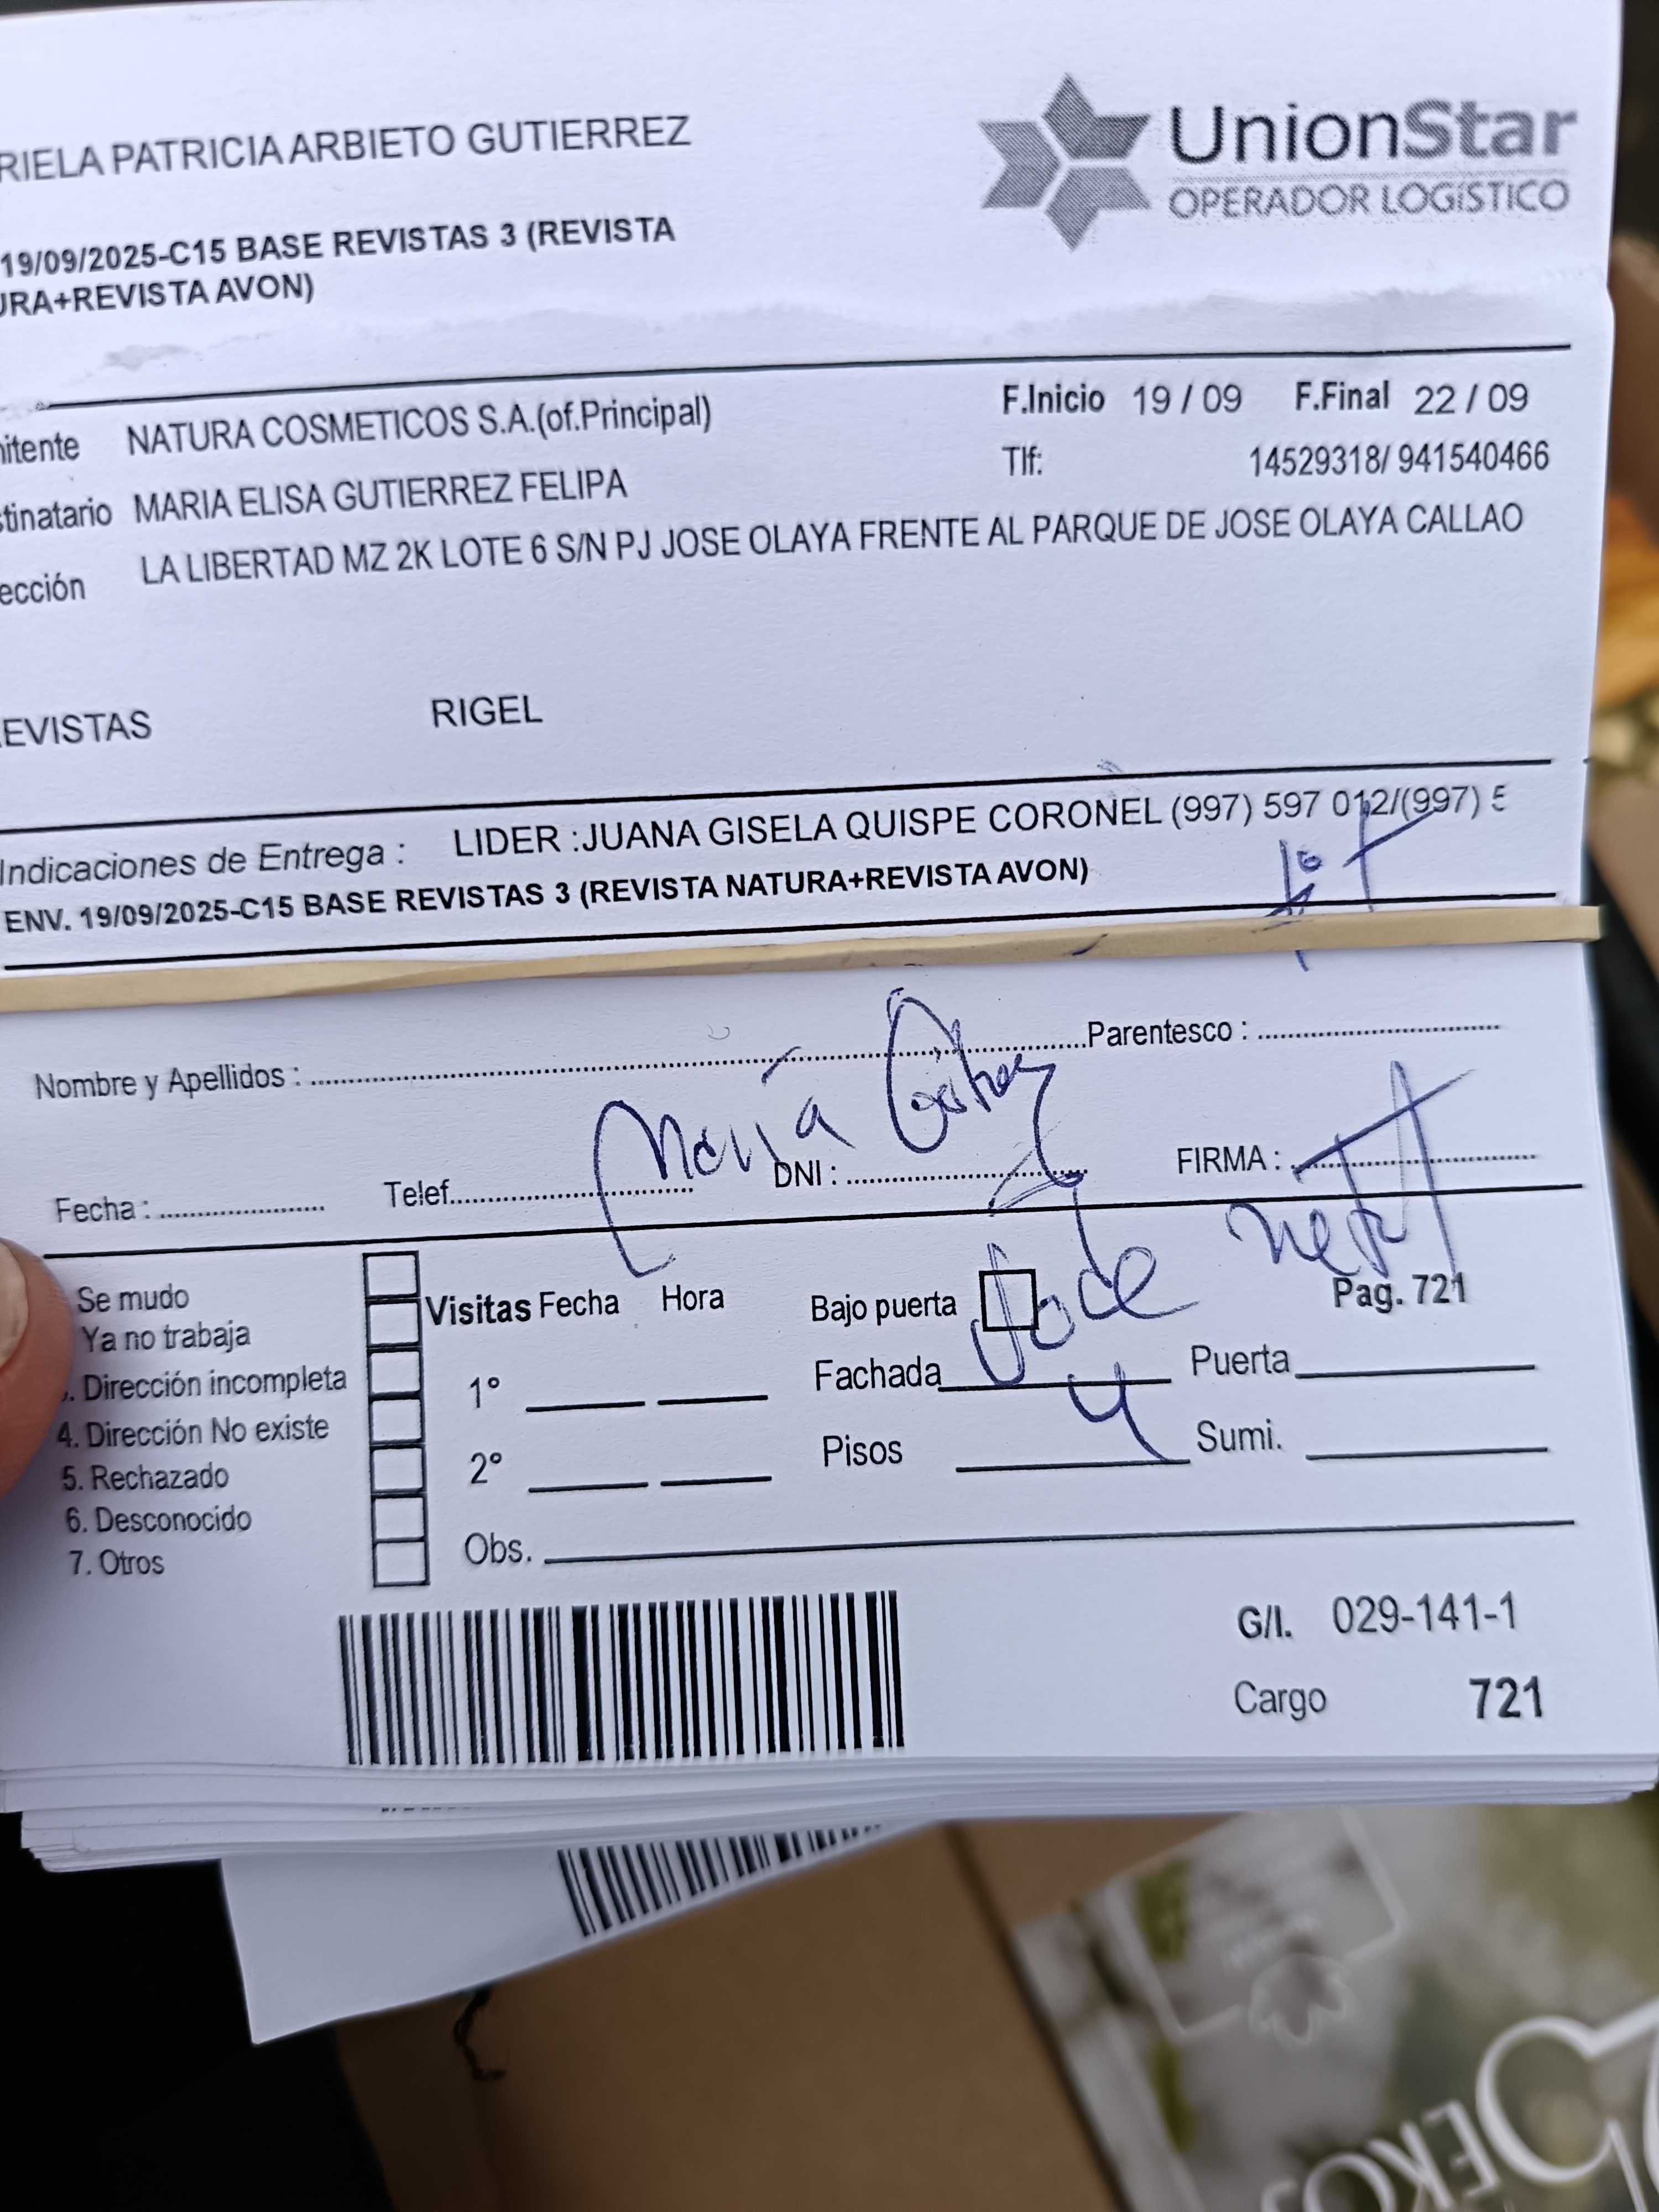 RIELA PATRICIA ARBIETO GUTIERREZ
UnionStar
OPERADOR LOGÍSTICO
19/09/2025-C15 BASE REVISTAS 3 (REVISTA
URA+REVISTA AVON)
itente NATURA COSMETICOS S.A.(of.Principal)
F.Inicio 19 / 09 F.Final 22 / 09
Tlf: 14529318/ 941540466
stinatario MARIA ELISA GUTIERREZ FELIPA
ección LA LIBERTAD MZ 2K LOTE 6 S/N PJ JOSE OLAYA FRENTE AL PARQUE DE JOSE OLAYA CALLAO
EVISTAS RIGEL
Indicaciones de Entrega : LIDER :JUANA GISELA QUISPE CORONEL (997) 597 012/(997) 5
ENV. 19/09/2025-C15 BASE REVISTAS 3 (REVISTA NATURA+REVISTA AVON)
Nombre y Apellidos : Parentesco :
María
Fecha : Telef. DNI : FIRMA :
Se mudo
Ya no trabaja
. Dirección incompleta
4. Dirección No existe
5. Rechazado
6. Desconocido
7. Otros
Visitas Fecha Hora
1°
2°
Obs.
Bajo puerta Pag. 721
Fachada Puerta
Pisos Sumi.
G/I. 029-141-1
Cargo 721
EKOS